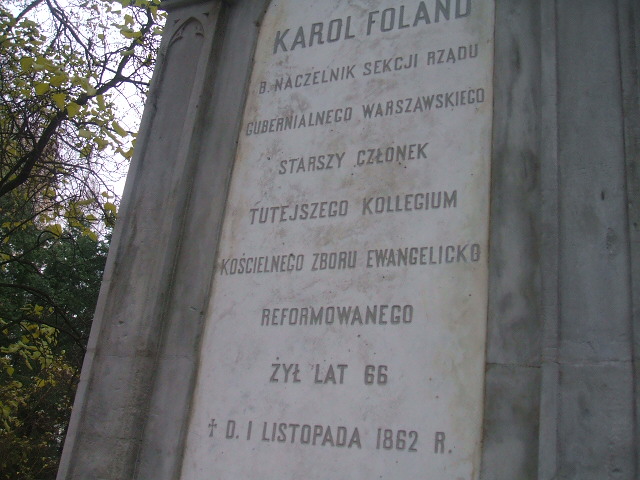 KAROL FOLAND
B. NACZELNIK SEKCJI RZĄDU
GUBERNIALNEGO WARSZAWSKIEGO
STARSZY CZŁONEK
TUTEJSZEGO KOLLEGIUM
KOŚCIELNEGO ZBORU EWANGELICKO
REFORMOWANEGO
ŻYŁ LAT 66
† D. 1 LISTOPADA 1862 R.